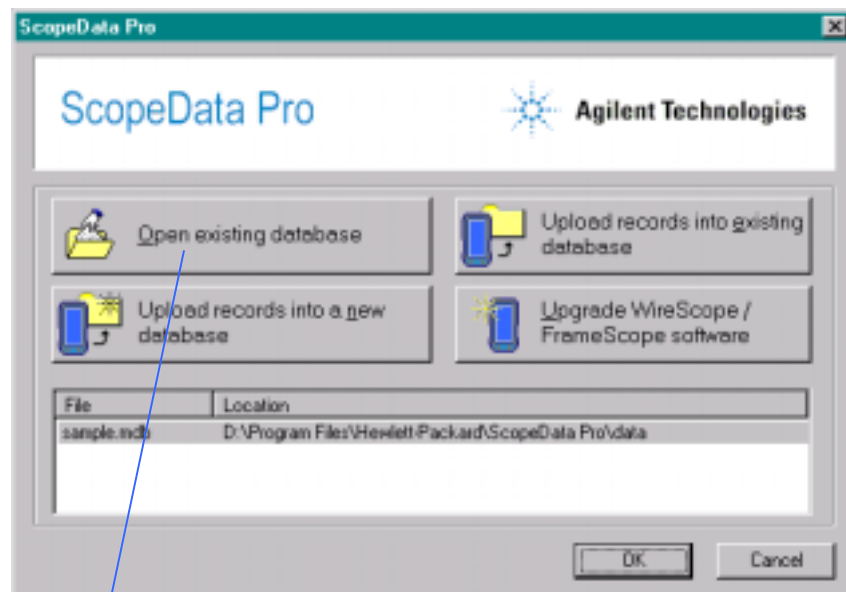 ScopeData Pro
ScopeData Pro
Agilent Technologies
Open existing database
Upload records into existing
database
Upload records into a new
database
Upgrade WireScope /
FrameScope software
File Location
sample.mdb D:\Program Files\Hewlett-Packard\ScopeData Pro\data
OK Cancel